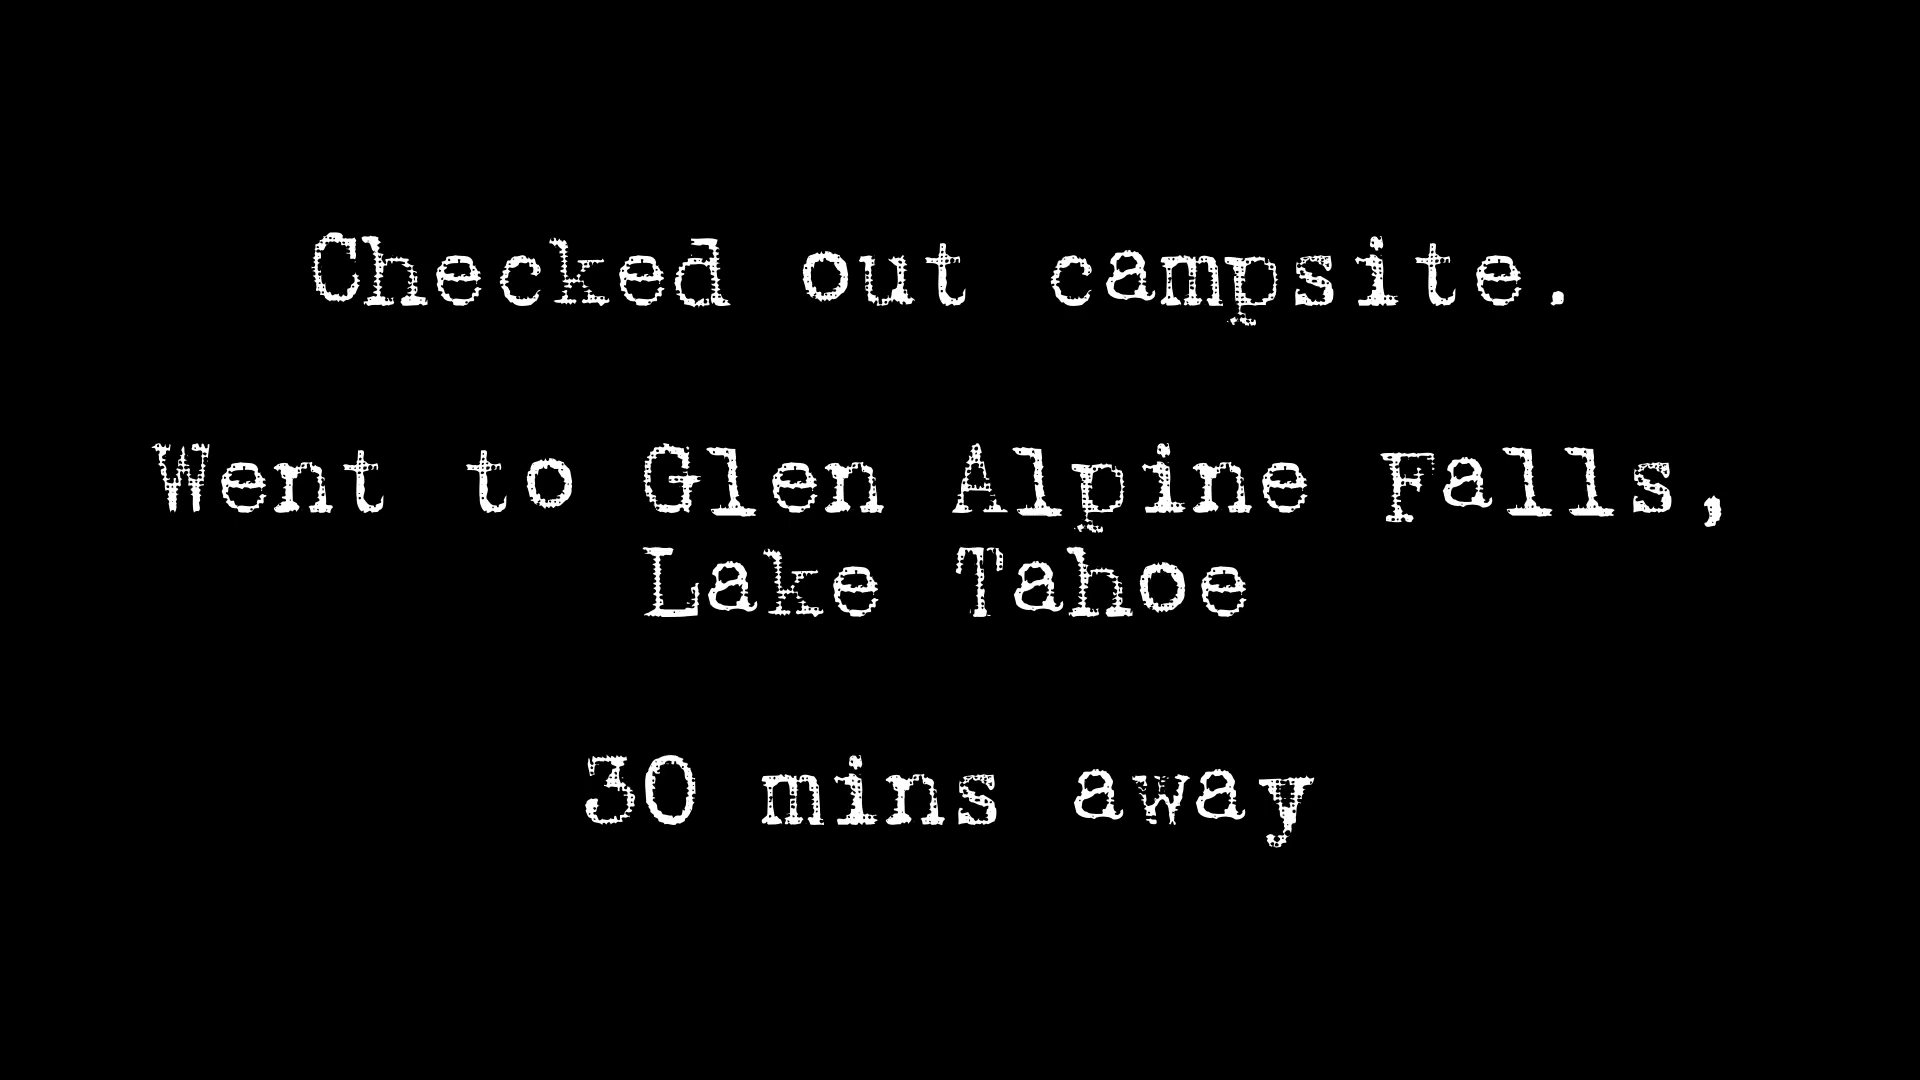 Checked out campsite.
Went to Glen Alpine Falls,
Lake Tahoe
30 mins away